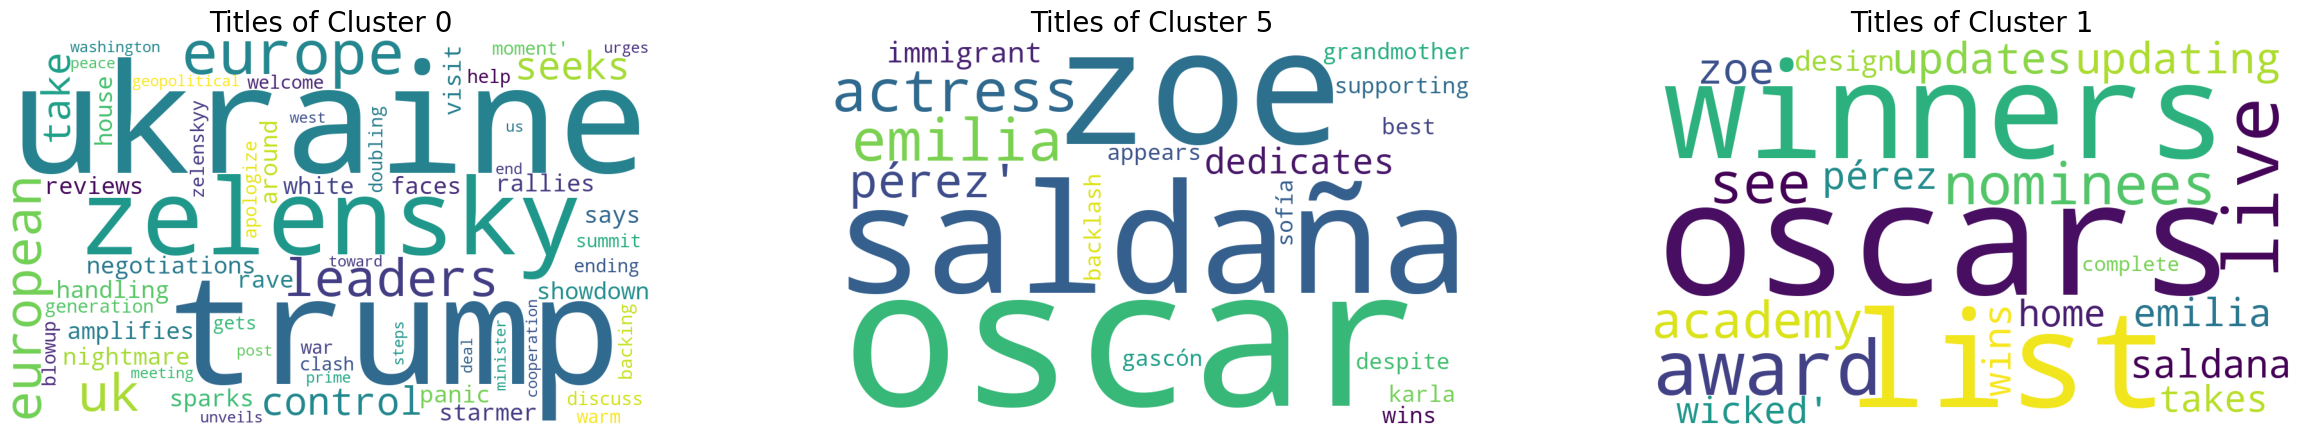 Titles of Cluster 0
washington
peace
geopolitical
welcome
europe
moment'
urges
seeks
help
visit
take
house
ukraine
zelenskyy
west
us
doubling
around
apologize
end
reviews
white
faces
rallies
european
zelensky
says
summit
ending
negotiations
toward
leaders
rave
handling
showdown
generation
trump
amplifies
gets
blowup
nightmare
post
war
clash
steps
deal
minister
cooperation
backing
meeting
prime
uk
sparks
control
panic
starmer
discuss
warm
unveils
Titles of Cluster 5
immigrant
zoe
grandmother
actress
supporting
emilia
best
appears
dedicates
pérez'
backlash
sofía
saldaña
oscar
gascón
despite
karla
wins
Titles of Cluster 1
zoe
design
updates
updating
winners
live
see
pérez
nominees
oscars
complete
academy
list
wins
home
emilia
award
saldana
wicked'
takes